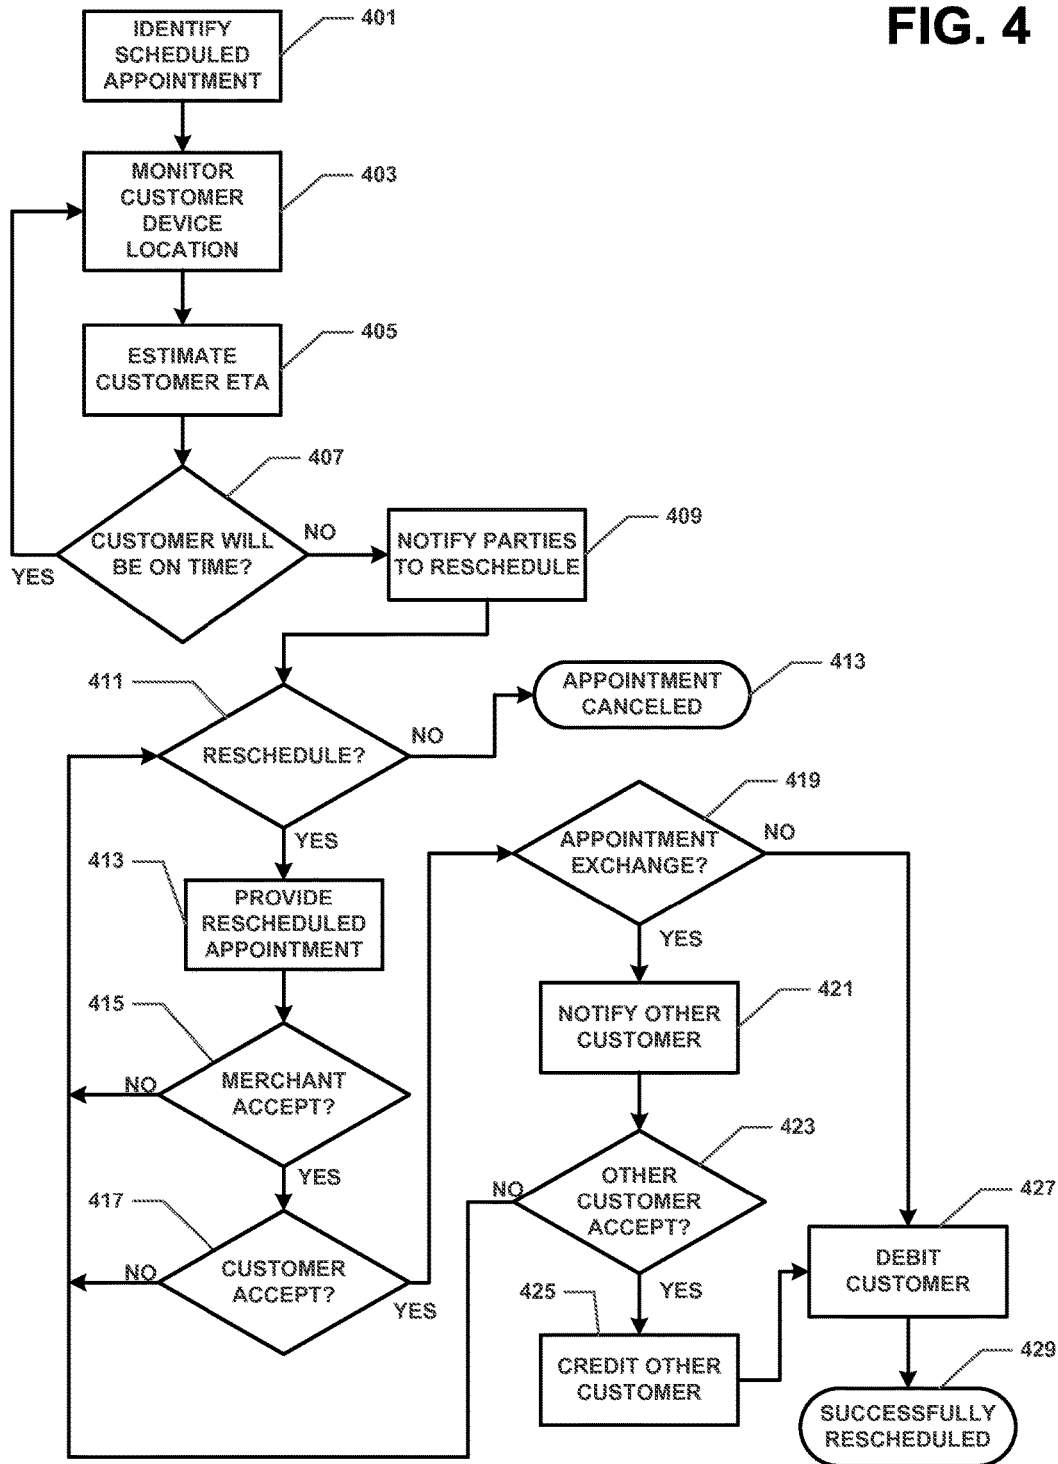 FIG. 4
IDENTIFY
SCHEDULED
APPOINTMENT
401
MONITOR
CUSTOMER
DEVICE
LOCATION
403
ESTIMATE
CUSTOMER ETA
405
407
CUSTOMER WILL
BE ON TIME?
YES
NO
NOTIFY PARTIES
TO RESCHEDULE
409
411
RESCHEDULE?
NO
APPOINTMENT
CANCELED
413
YES
413
PROVIDE
RESCHEDULED
APPOINTMENT
415
MERCHANT
ACCEPT?
NO
YES
417
CUSTOMER
ACCEPT?
NO
YES
419
APPOINTMENT
EXCHANGE?
NO
YES
NOTIFY OTHER
CUSTOMER
421
423
OTHER
CUSTOMER
ACCEPT?
NO
YES
425
CREDIT OTHER
CUSTOMER
427
DEBIT
CUSTOMER
429
SUCCESSFULLY
RESCHEDULED